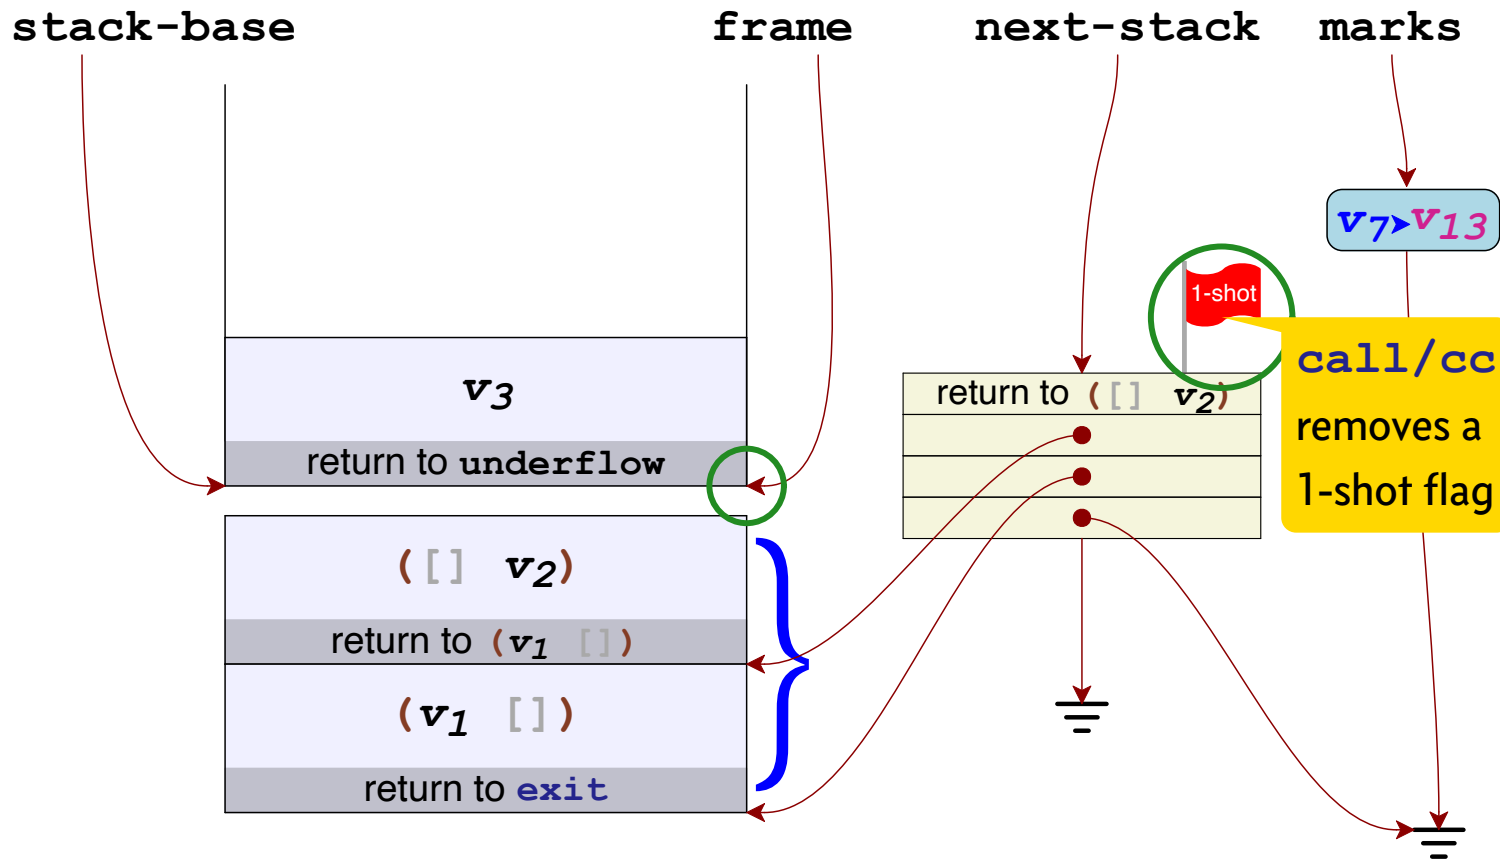 stack-base frame next-stack marks
v7➤v13
1-shot
v3
return to underflow
return to ([] v2)
call/cc
removes a
1-shot flag
([] v2)
return to (v1 [])
(v1 [])
return to exit